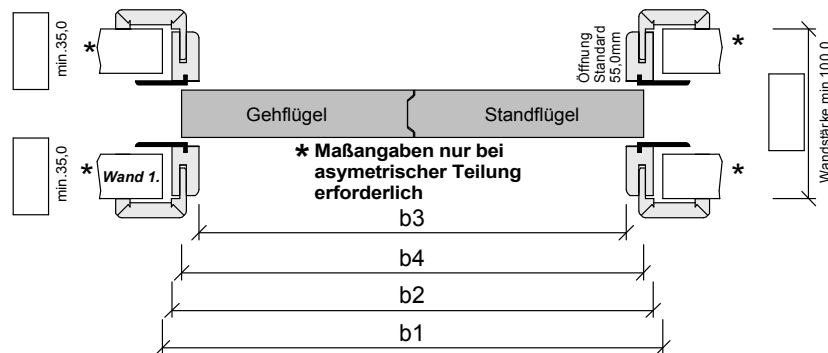 min.35,0
*
Öffnung
Standard
55,0mm
*
Wandstärke min 100,0
Gehflügel
Standflügel
min.35,0
*
Wand 1.
* Maßangaben nur bei
asymetrischer Teilung
erforderlich
*
b3
b4
b2
b1